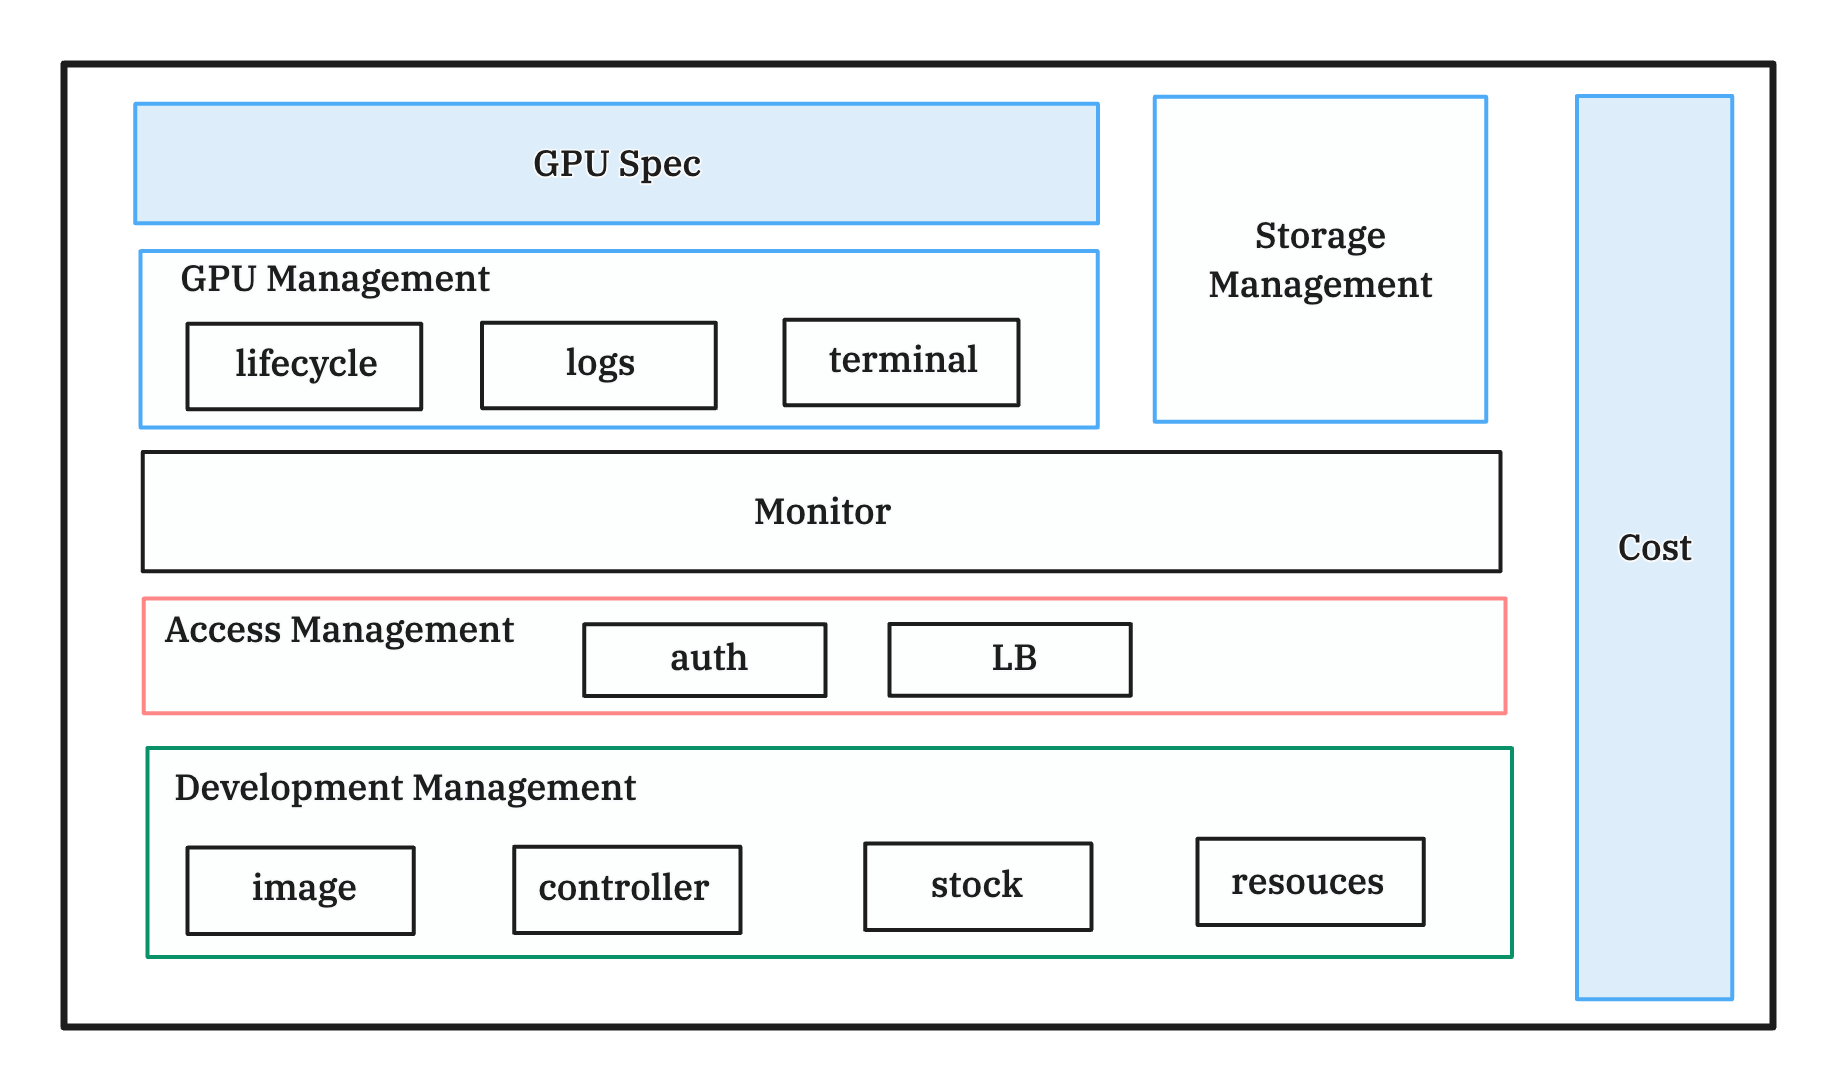 GPU Spec
GPU Management
lifecycle
logs
terminal
Storage
Management
Cost
Monitor
Access Management
auth
LB
Development Management
image
controller
stock
resouces